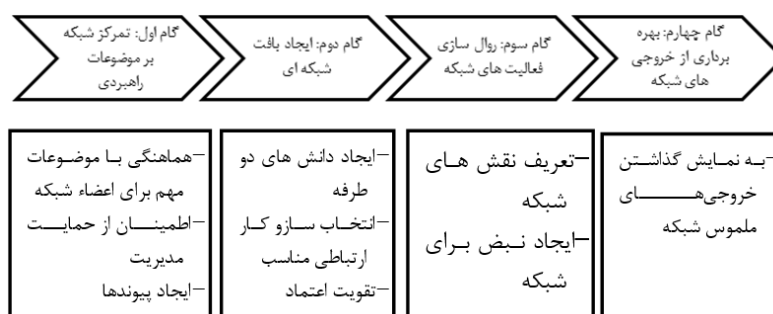 گام اول: تمرکز شبکه
بر موضوعات
راهبردی
گام دوم: ایجاد بافت
شبکه ای
گام سوم: روال سازی
فعالیت های شبکه
گام چهارم: بهره
برداری از خروجی
های شبکه
-هماهنگی با موضوعات
مهم برای اعضاء شبکه
-اطمینان از حمایت
مدیریت
-ایجاد پیوندها
-ایجاد دانش های دو
طرفه
-انتخاب سازو کار
ارتباطی مناسب
-تقویت اعتماد
-تعریف نقش های
شبکه
-ایجاد نبض برای
شبکه
-به نمایش گذاشتن
خروجی‌های
ملموس شبکه